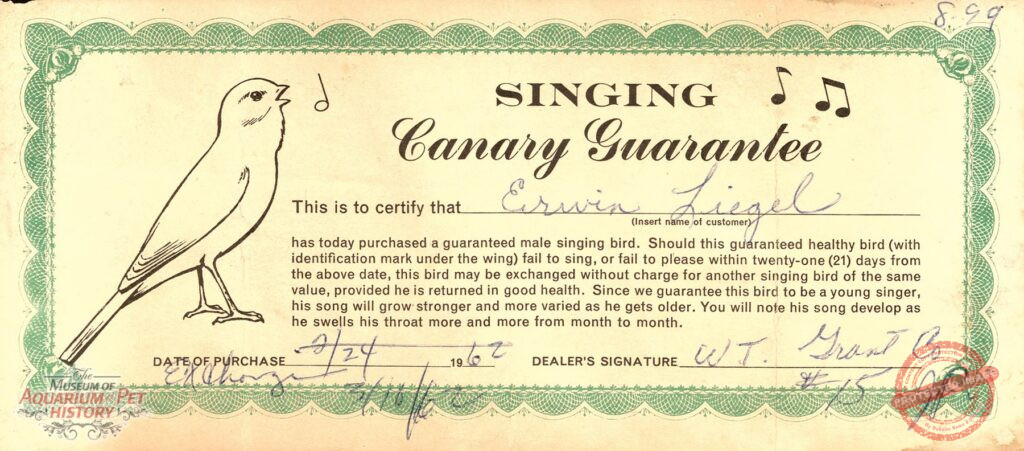 8.99
SINGING
Canary Guarantee
This is to certify that Erwin Liegel
(Insert name of customer)
has today purchased a guaranteed male singing bird. Should this guaranteed healthy bird (with
identification mark under the wing) fail to sing, or fail to please within twenty-one (21) days from
the above date, this bird may be exchanged without charge for another singing bird of the same
value, provided he is returned in good health. Since we guarantee this bird to be a young singer,
his song will grow stronger and more varied as he gets older. You will note his song develop as
he swells his throat more and more from month to month.
DATE OF PURCHASE 2/24 1962 DEALER'S SIGNATURE W.T. Grant Co
Exchange 3/16/62 #15
The
MUSEUM OF
AQUARIUM & PET
HISTORY